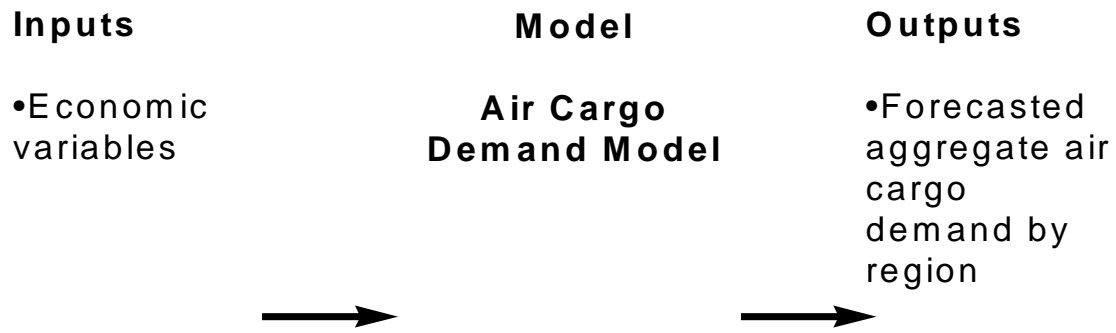 Inputs
Model
Outputs
•Economic
variables
Air Cargo
Demand Model
•Forecasted
aggregate air
cargo
demand by
region